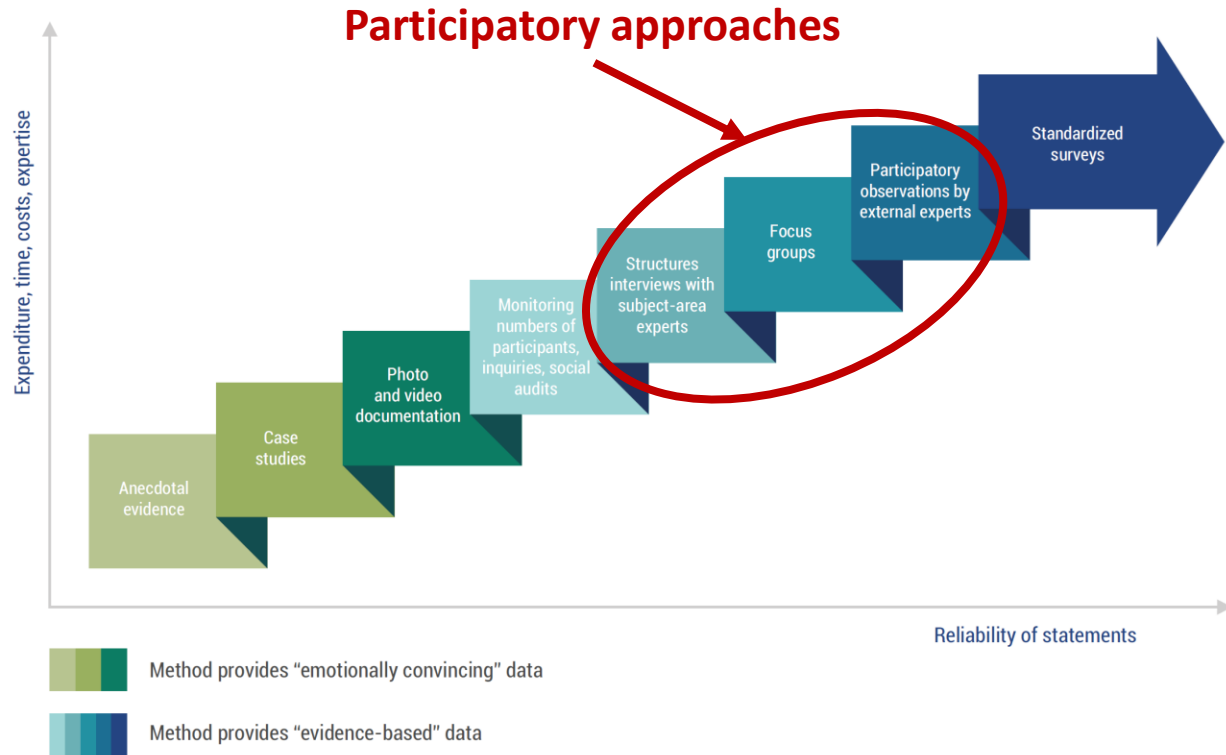 Participatory approaches
Expenditure, time, costs, expertise
Standardized
surveys
Participatory
observations by
external experts
Focus
groups
Structures
interviews with
subject-area
experts
Monitoring
numbers of
participants,
inquiries, social
audits
Photo
and video
documentation
Case
studies
Anecdotal
evidence
Reliability of statements
Method provides “emotionally convincing” data
Method provides “evidence-based” data